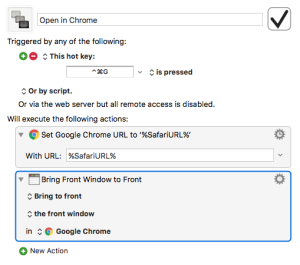 Open in Chrome
Triggered by any of the following:
This hot key:
^⌘G is pressed
Or by script.
Or via the web server but all remote access is disabled.
Will execute the following actions:
Set Google Chrome URL to '%SafariURL%'
With URL: %SafariURL%
Bring Front Window to Front
Bring to front
the front window
in Google Chrome
New Action